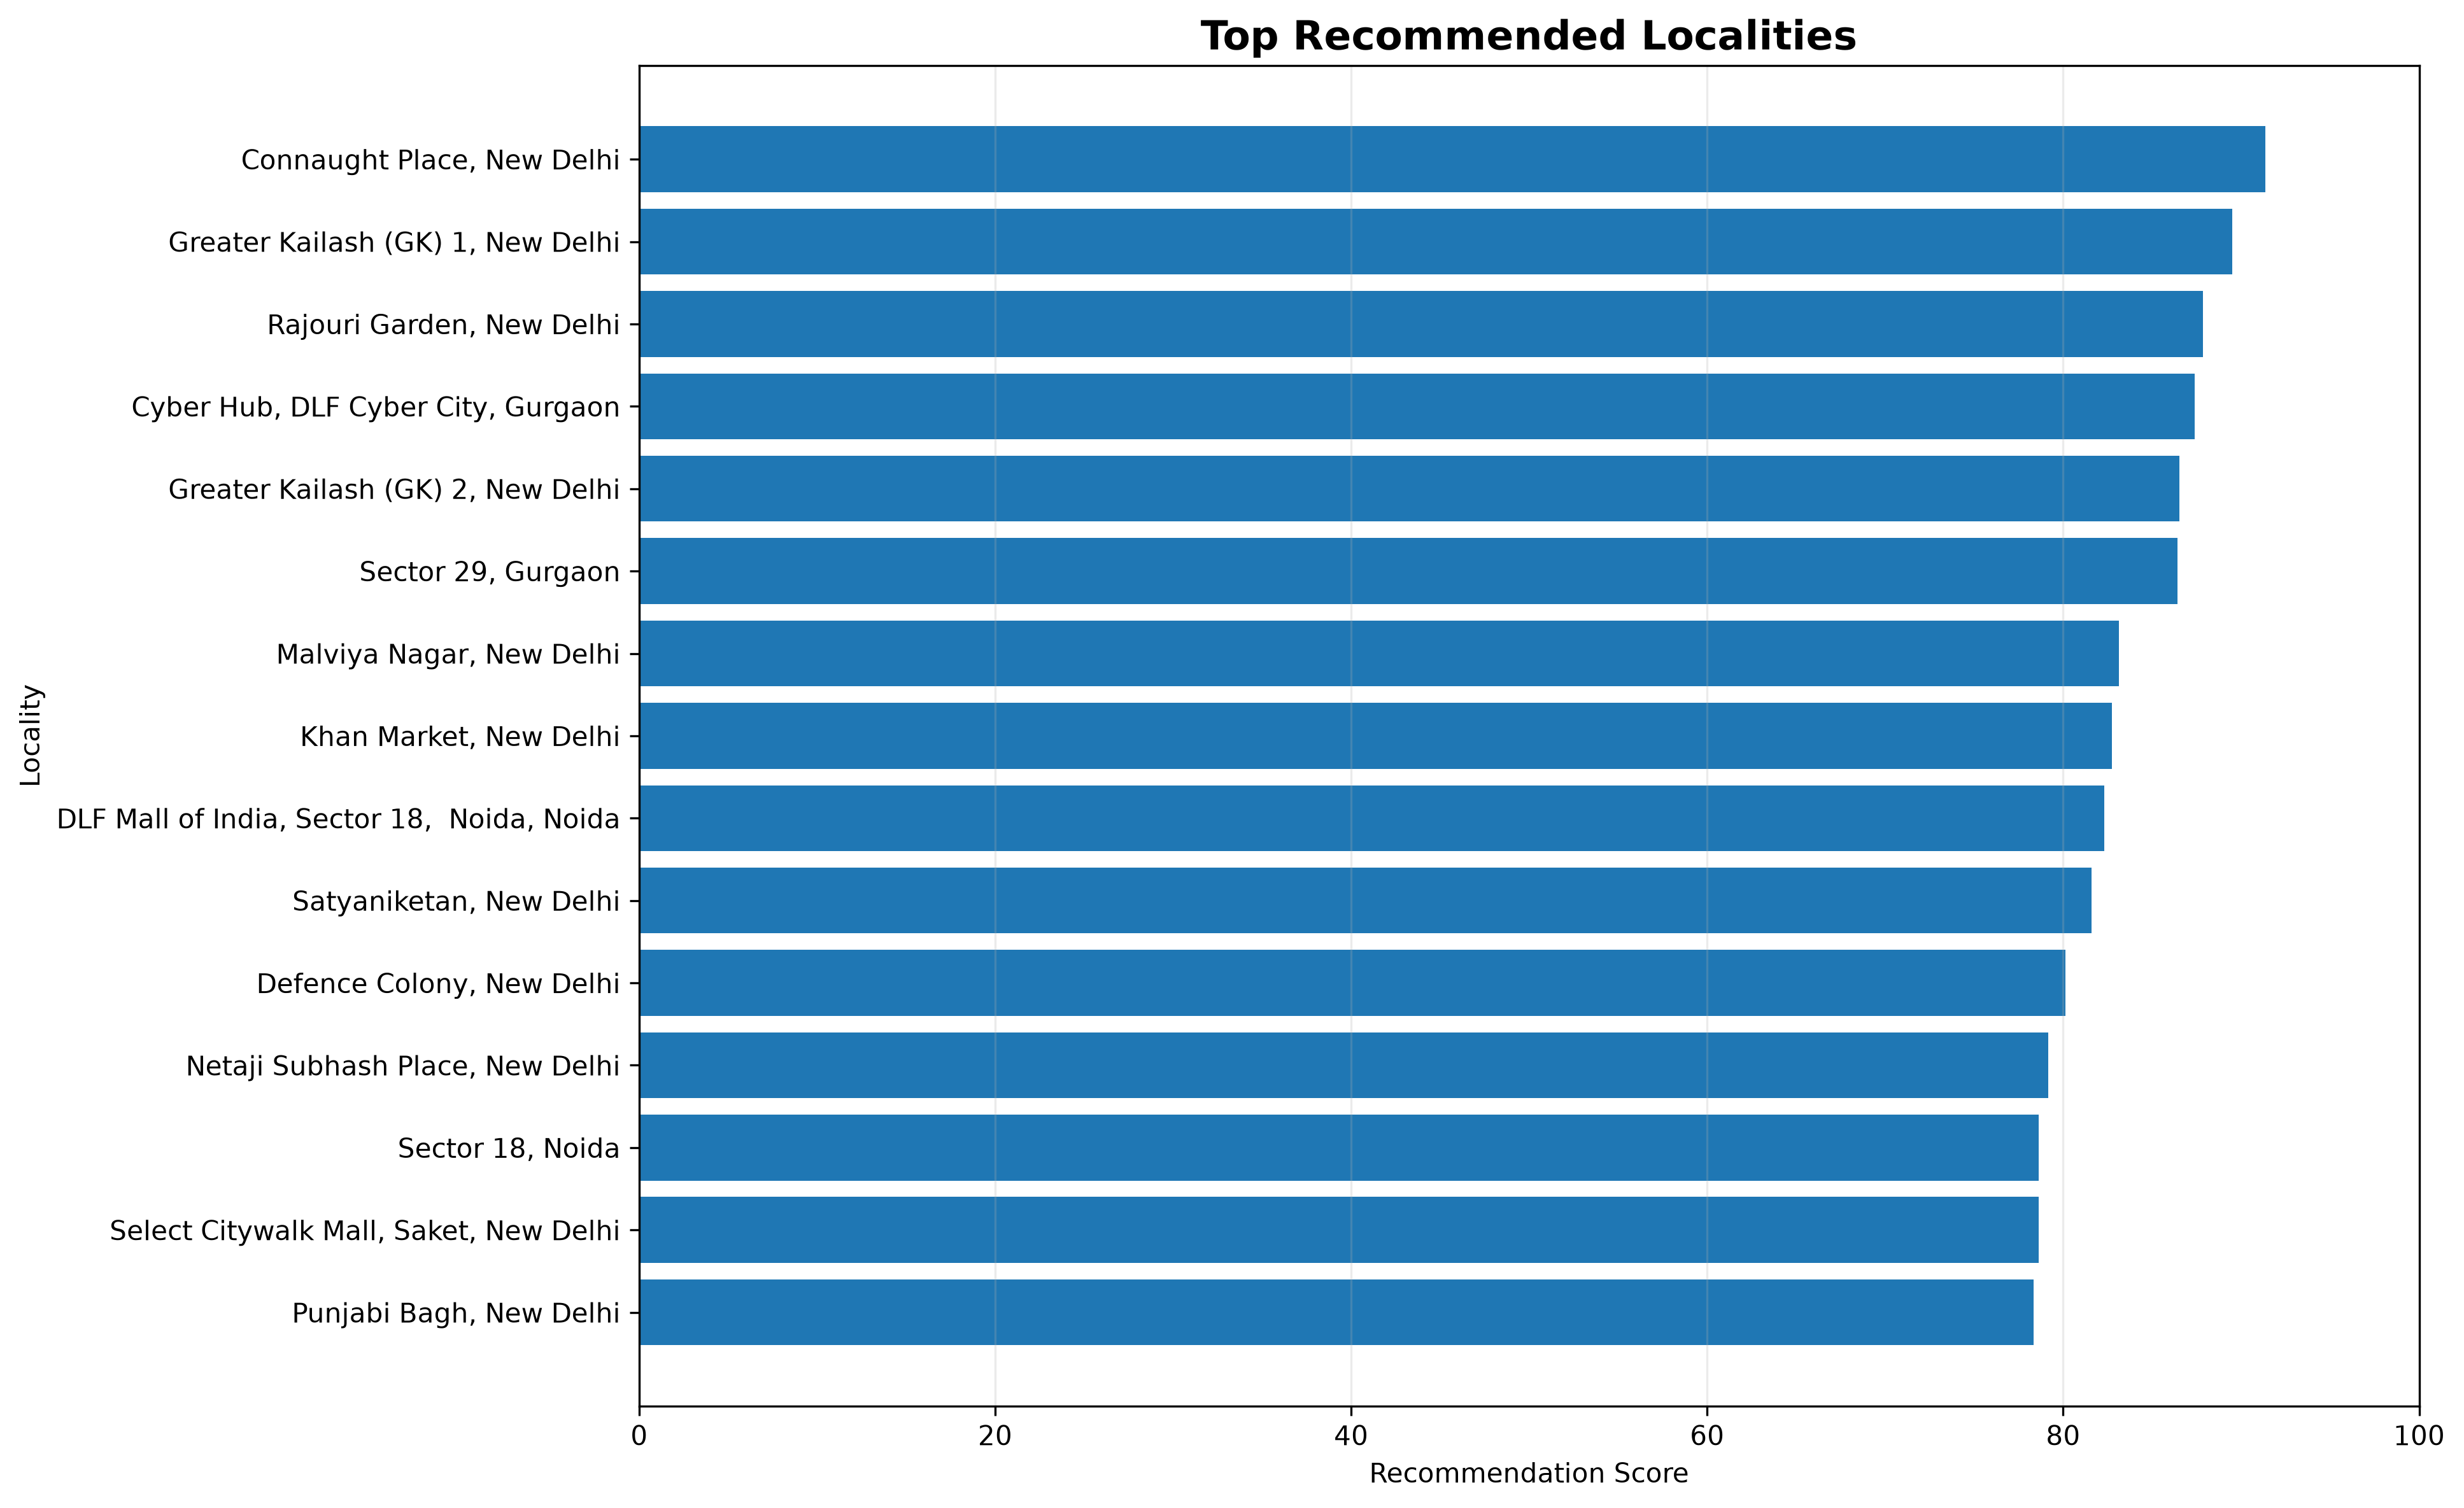 Top Recommended Localities
Connaught Place, New Delhi
Greater Kailash (GK) 1, New Delhi
Rajouri Garden, New Delhi
Cyber Hub, DLF Cyber City, Gurgaon
Greater Kailash (GK) 2, New Delhi
Sector 29, Gurgaon
Malviya Nagar, New Delhi
Khan Market, New Delhi
DLF Mall of India, Sector 18,  Noida, Noida
Satyaniketan, New Delhi
Defence Colony, New Delhi
Netaji Subhash Place, New Delhi
Sector 18, Noida
Select Citywalk Mall, Saket, New Delhi
Punjabi Bagh, New Delhi
Locality
0 20 40 60 80 100
Recommendation Score